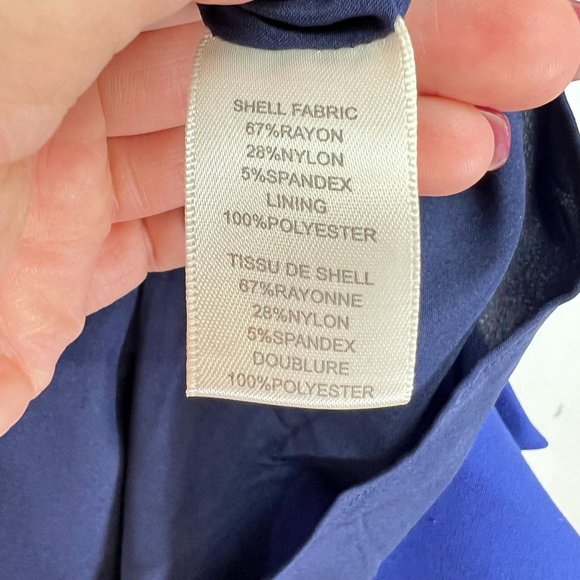 SHELL FABRIC
67%RAYON
28%NYLON
5%SPANDEX
LINING
100%POLYESTER
TISSU DE SHELL
67%RAYONNE
28%NYLON
5%SPANDEX
DOUBLURE
100%POLYESTER